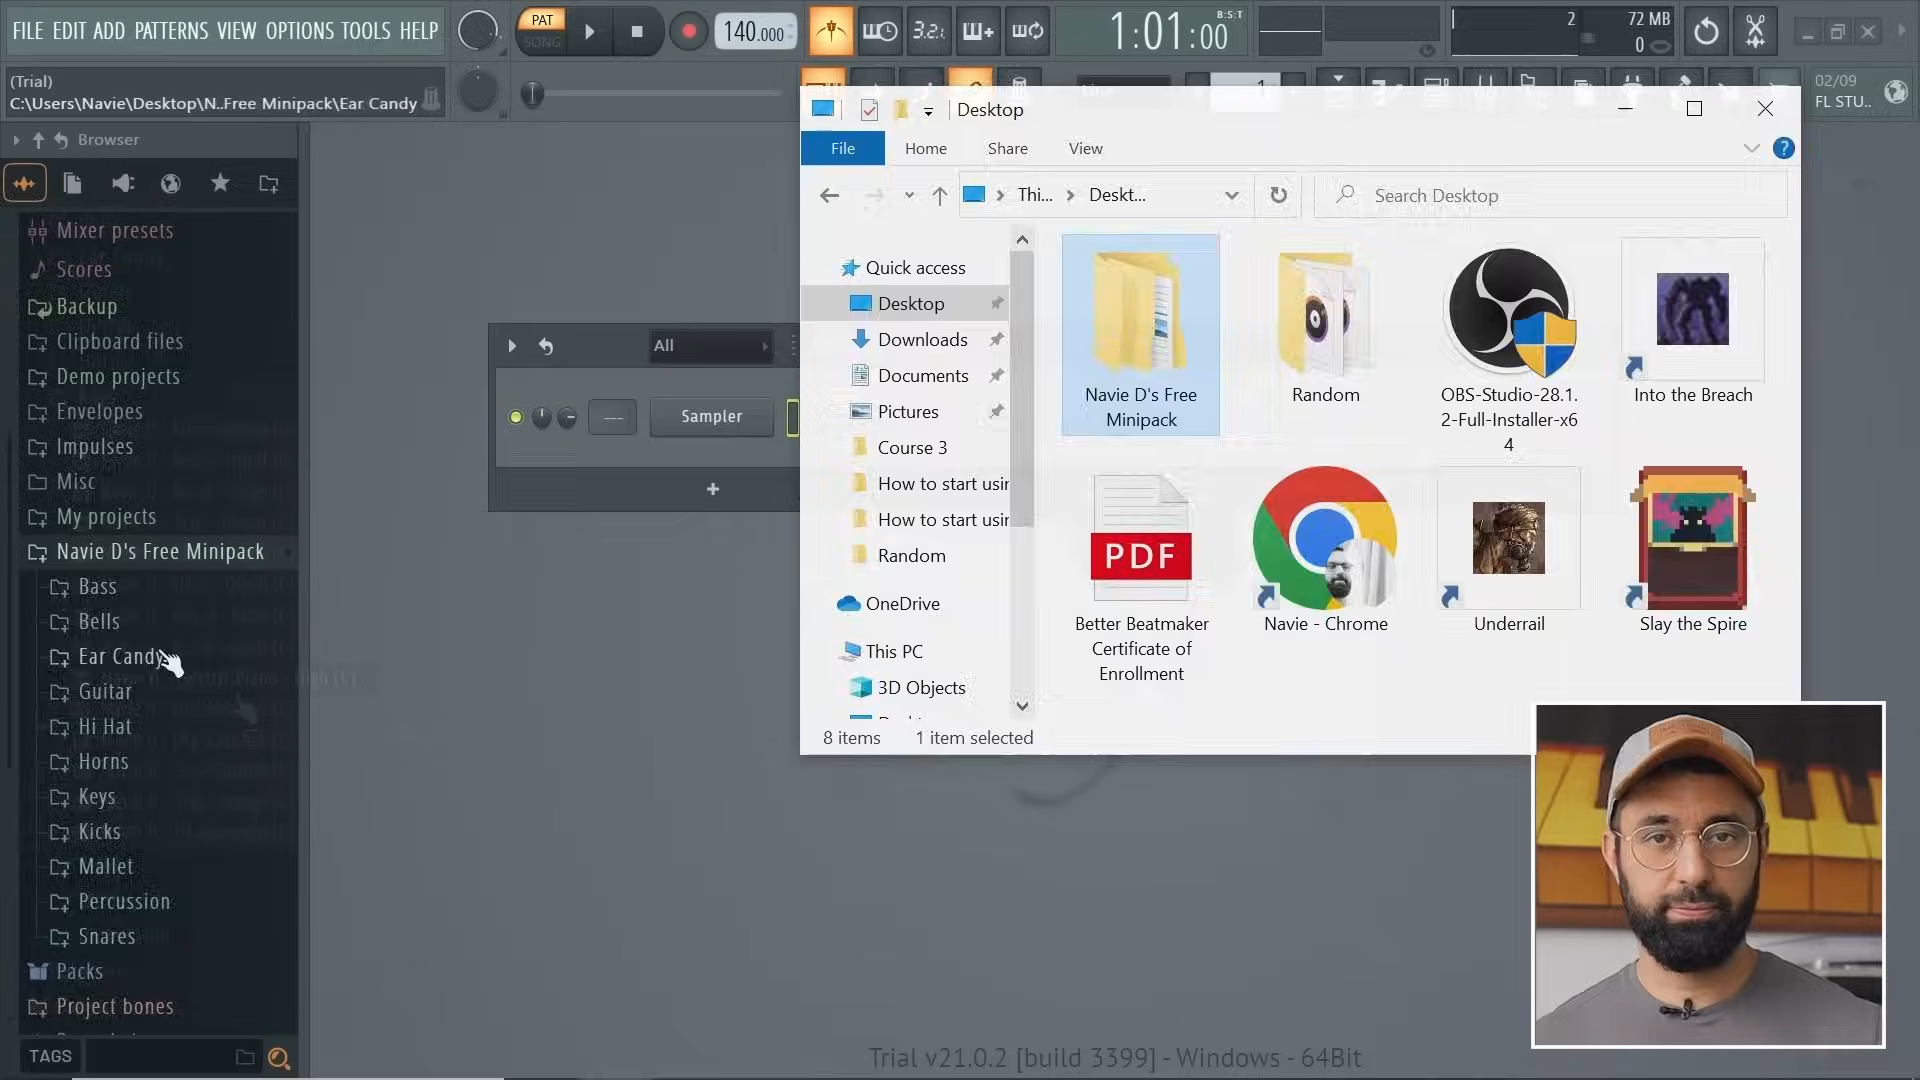 FILE EDIT ADD PATTERNS VIEW OPTIONS TOOLS HELP
PAT
SONG
140.000
3.2.
1:01:00
B:S:T
2
72 MB
0
(Trial)
C:\Users\Navie\Desktop\N..Free Minipack\Ear Candy
Line
1
02/09
FL STU..
Browser
Mixer presets
Scores
Backup
Clipboard files
Demo projects
Envelopes
Impulses
Misc
My projects
Navie D's Free Minipack
Bass
Bells
Ear Candy
Guitar
Hi Hat
Horns
Keys
Kicks
Mallet
Percussion
Snares
Packs
Project bones
TAGS
All
---
Sampler
+
Desktop
File
Home
Share
View
?
Thi...
Deskt...
Search Desktop
Quick access
Desktop
Downloads
Documents
Pictures
Course 3
How to start usin
How to start usin
Random
OneDrive
This PC
3D Objects
Navie D's Free
Minipack
Random
OBS-Studio-28.1.
2-Full-Installer-x6
4
Into the Breach
PDF
Better Beatmaker
Certificate of
Enrollment
Navie - Chrome
Underrail
Slay the Spire
8 items
1 item selected
Trial v21.0.2 [build 3399] - Windows - 64Bit